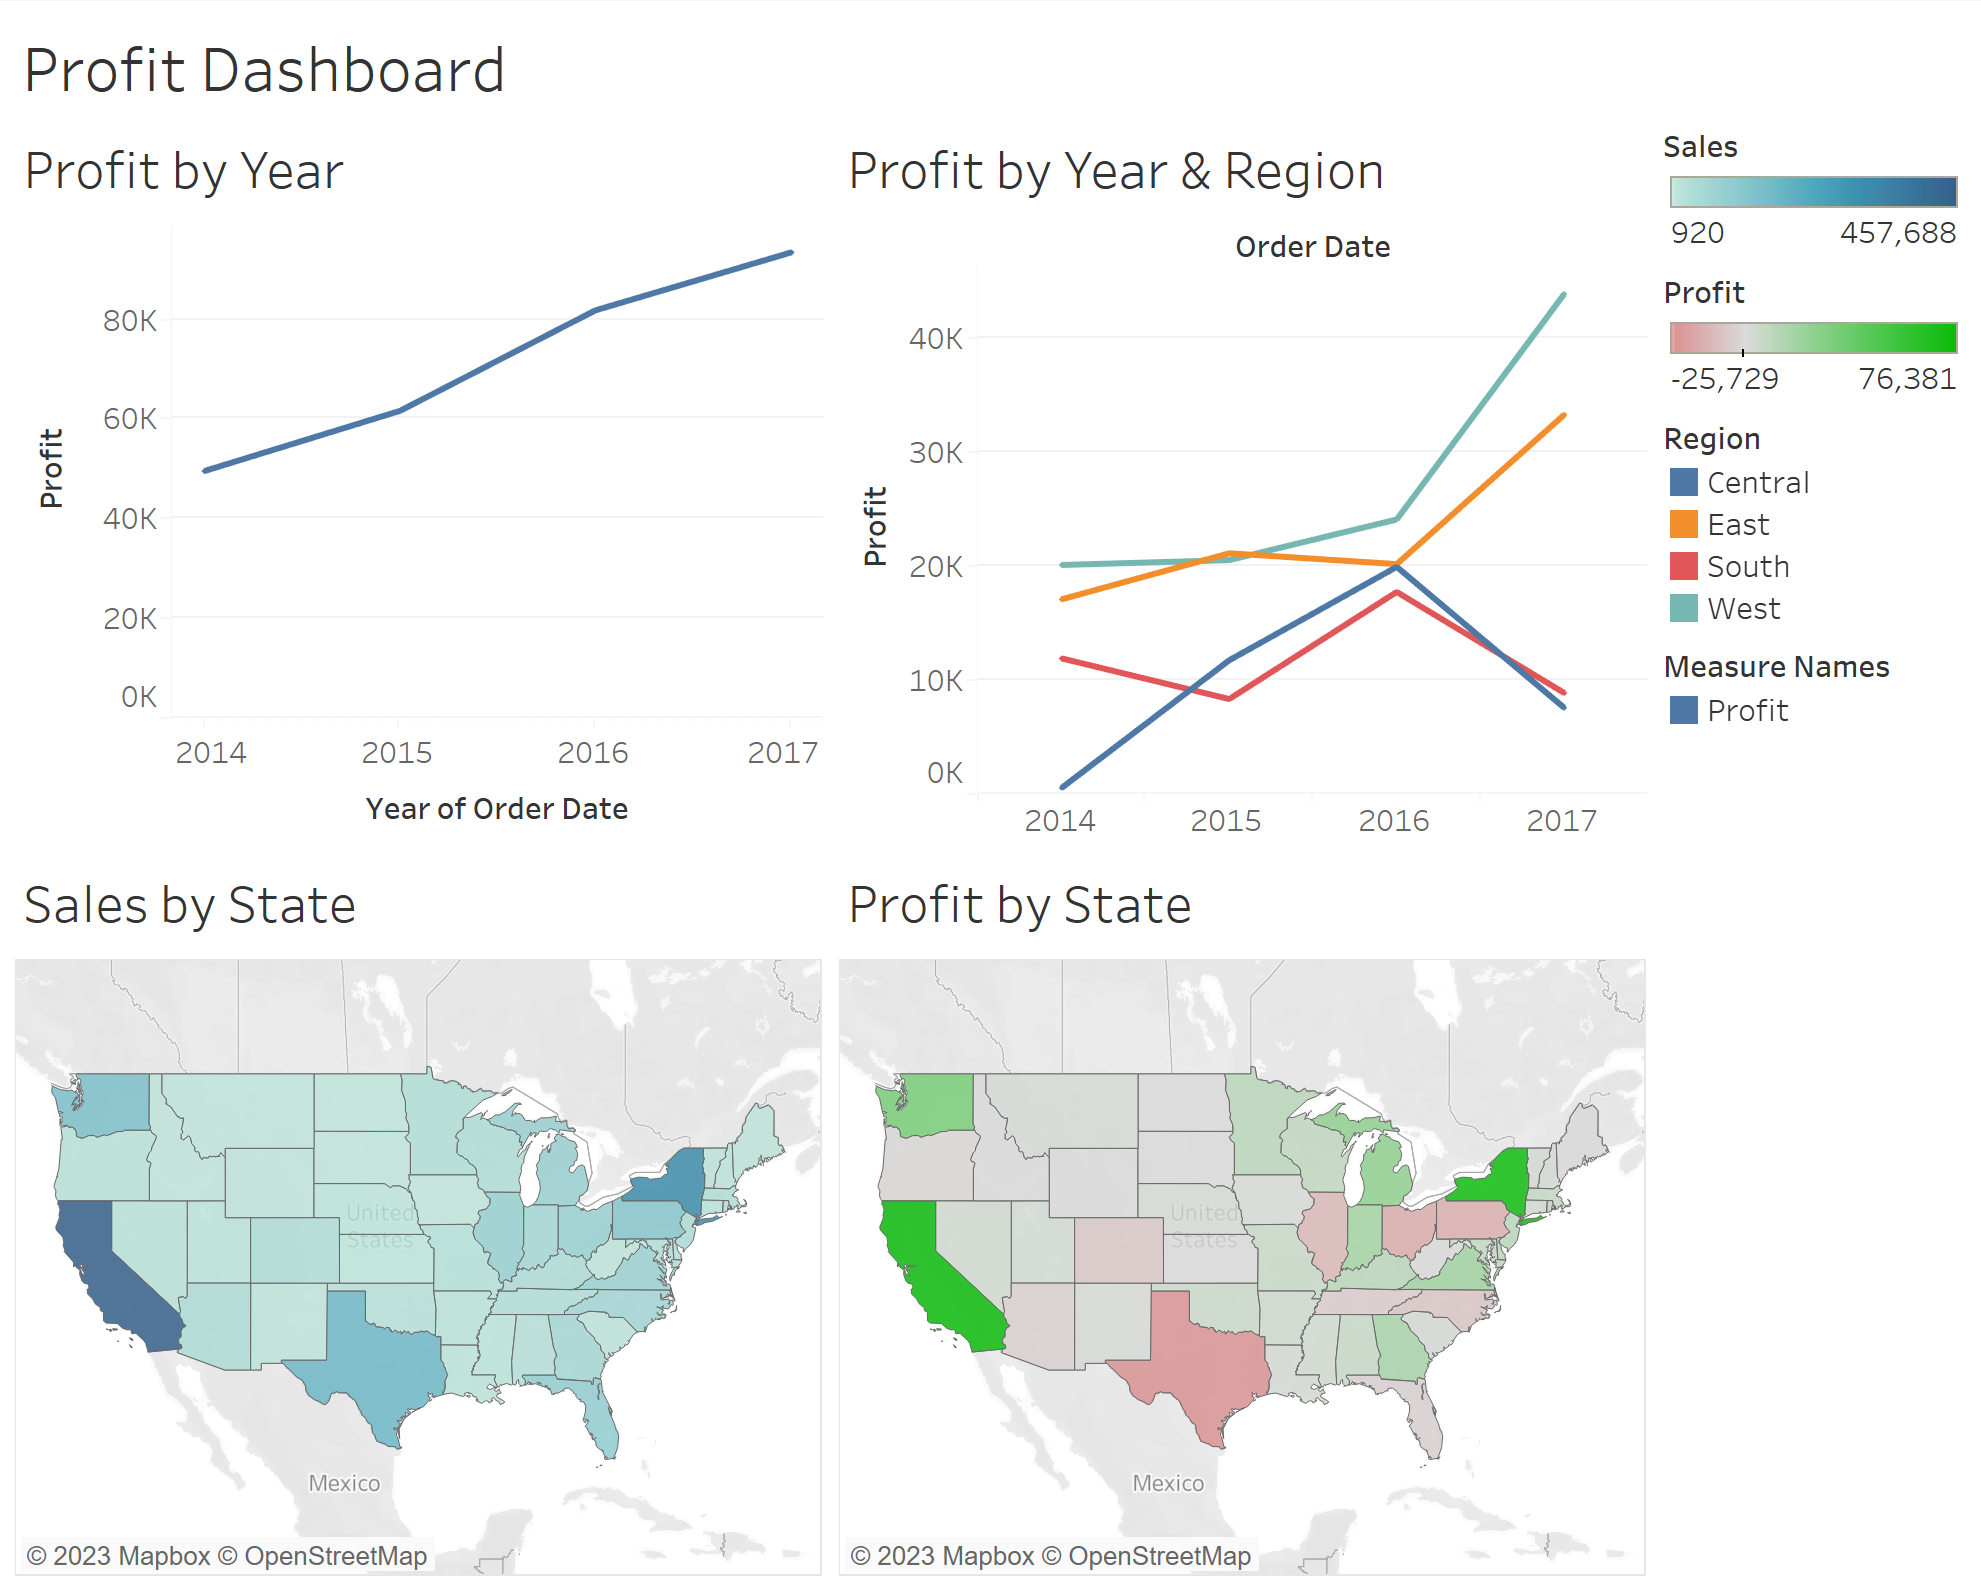 Profit Dashboard
Profit by Year
Profit
80K
60K
40K
20K
0K
2014 2015 2016 2017
Year of Order Date
Profit by Year & Region
Order Date
Profit
40K
30K
20K
10K
0K
2014 2015 2016 2017
Sales
920 457,688
Profit
-25,729 76,381
Region
Central
East
South
West
Measure Names
Profit
Sales by State
United
States
Mexico
© 2023 Mapbox © OpenStreetMap
Profit by State
United
States
Mexico
© 2023 Mapbox © OpenStreetMap